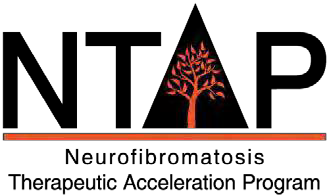 NTAP
Neurofibromatosis
Therapeutic Acceleration Program